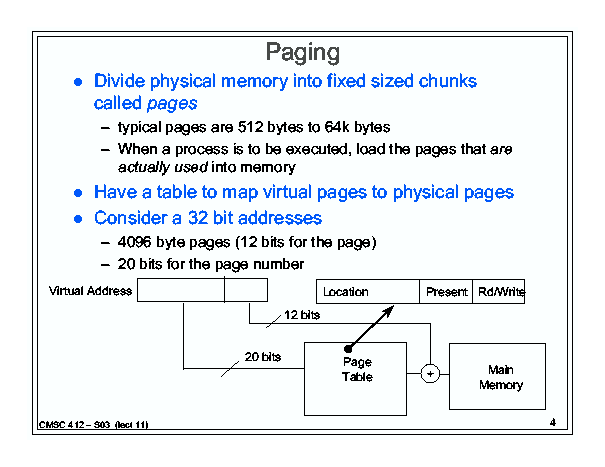 Paging
● Divide physical memory into fixed sized chunks
called pages
– typical pages are 512 bytes to 64k bytes
– When a process is to be executed, load the pages that are
actually used into memory
● Have a table to map virtual pages to physical pages
● Consider a 32 bit addresses
– 4096 byte pages (12 bits for the page)
– 20 bits for the page number
Virtual Address
Location Present Rd/Write
12 bits
20 bits
Page
Table
+
Main
Memory
CMSC 412 – S03 (lect 11)
4